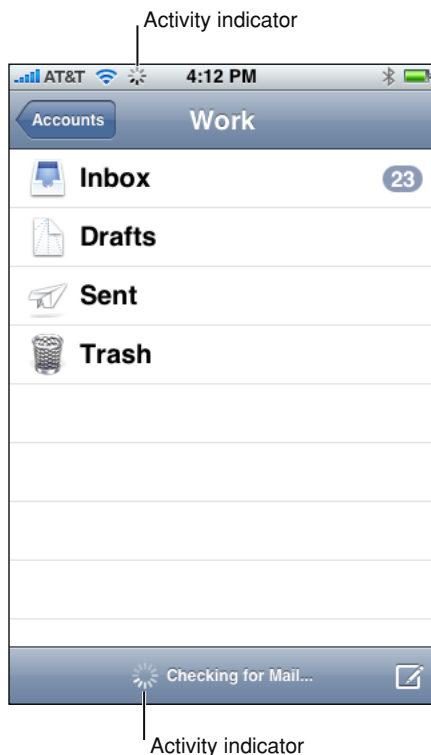 Activity indicator
AT&T 4:12 PM
Accounts Work
Inbox 23
Drafts
Sent
Trash
Checking for Mail...
Activity indicator